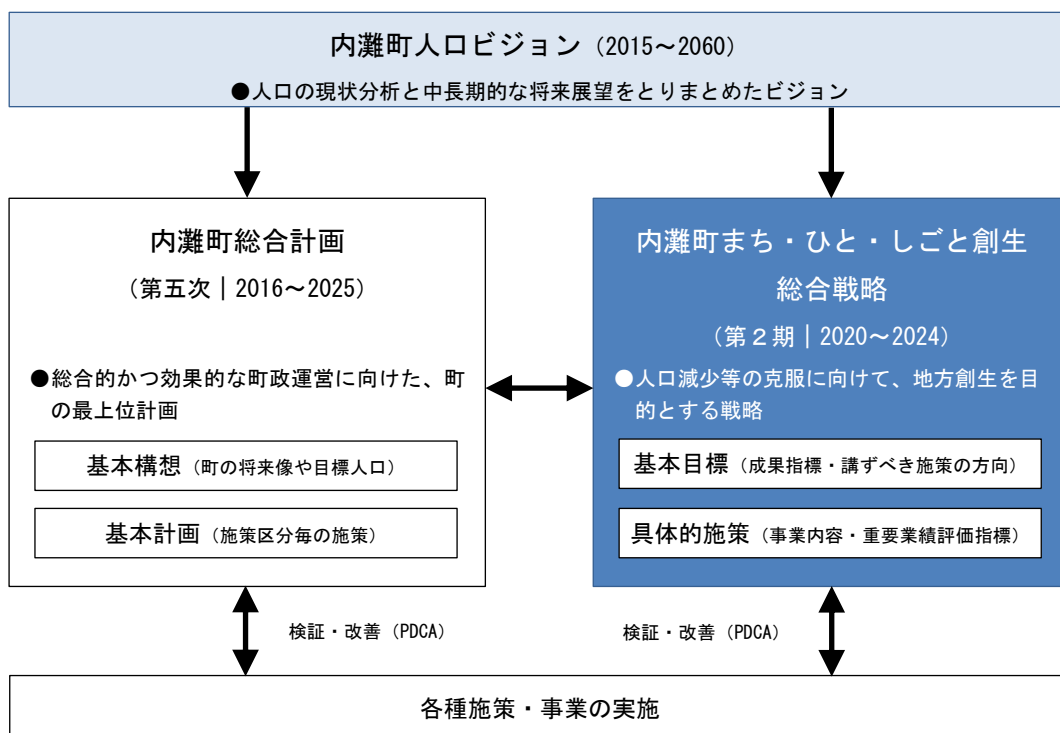 内灘町人口ビジョン（2015～2060）
●人口の現状分析と中長期的な将来展望をとりまとめたビジョン
内灘町総合計画
（第五次｜2016～2025）
●総合的かつ効果的な町政運営に向けた、町
の最上位計画
基本構想（町の将来像や目標人口）
基本計画（施策区分毎の施策）
内灘町まち・ひと・しごと創生
総合戦略
（第２期｜2020～2024）
●人口減少等の克服に向けて、地方創生を目
的とする戦略
基本目標（成果指標・講ずべき施策の方向）
具体的施策（事業内容・重要業績評価指標）
検証・改善（PDCA）
検証・改善（PDCA）
各種施策・事業の実施